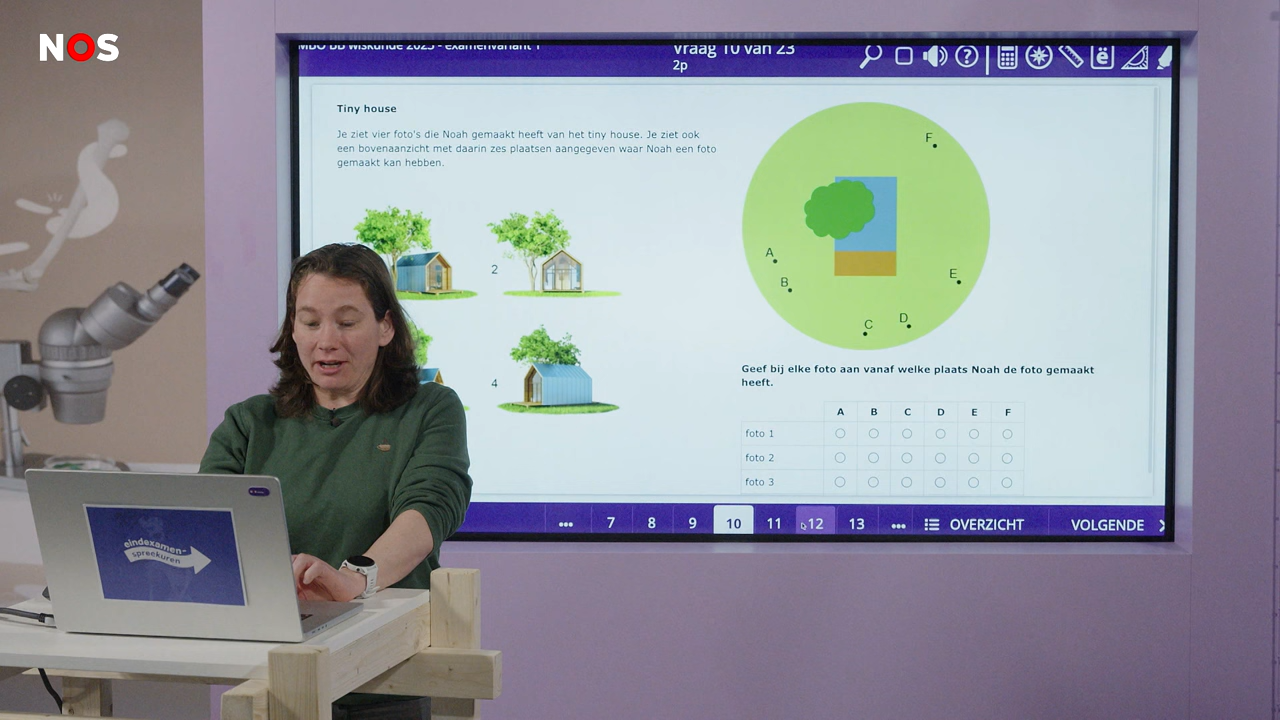 NOS
MBO BB wiskunde 2023 - examenvariant 1
Vraag 10 van 23
2p
Tiny house
Je ziet vier foto's die Noah gemaakt heeft van het tiny house. Je ziet ook
een bovenaanzicht met daarin zes plaatsen aangegeven waar Noah een foto
gemaakt kan hebben.
2
4
F
A
B
E
C
D
Geef bij elke foto aan vanaf welke plaats Noah de foto gemaakt
heeft.
A B C D E F
foto 1
foto 2
foto 3
••• 7 8 9 10 11 12 13 ••• OVERZICHT VOLGENDE
eindexamen-
spreekuren